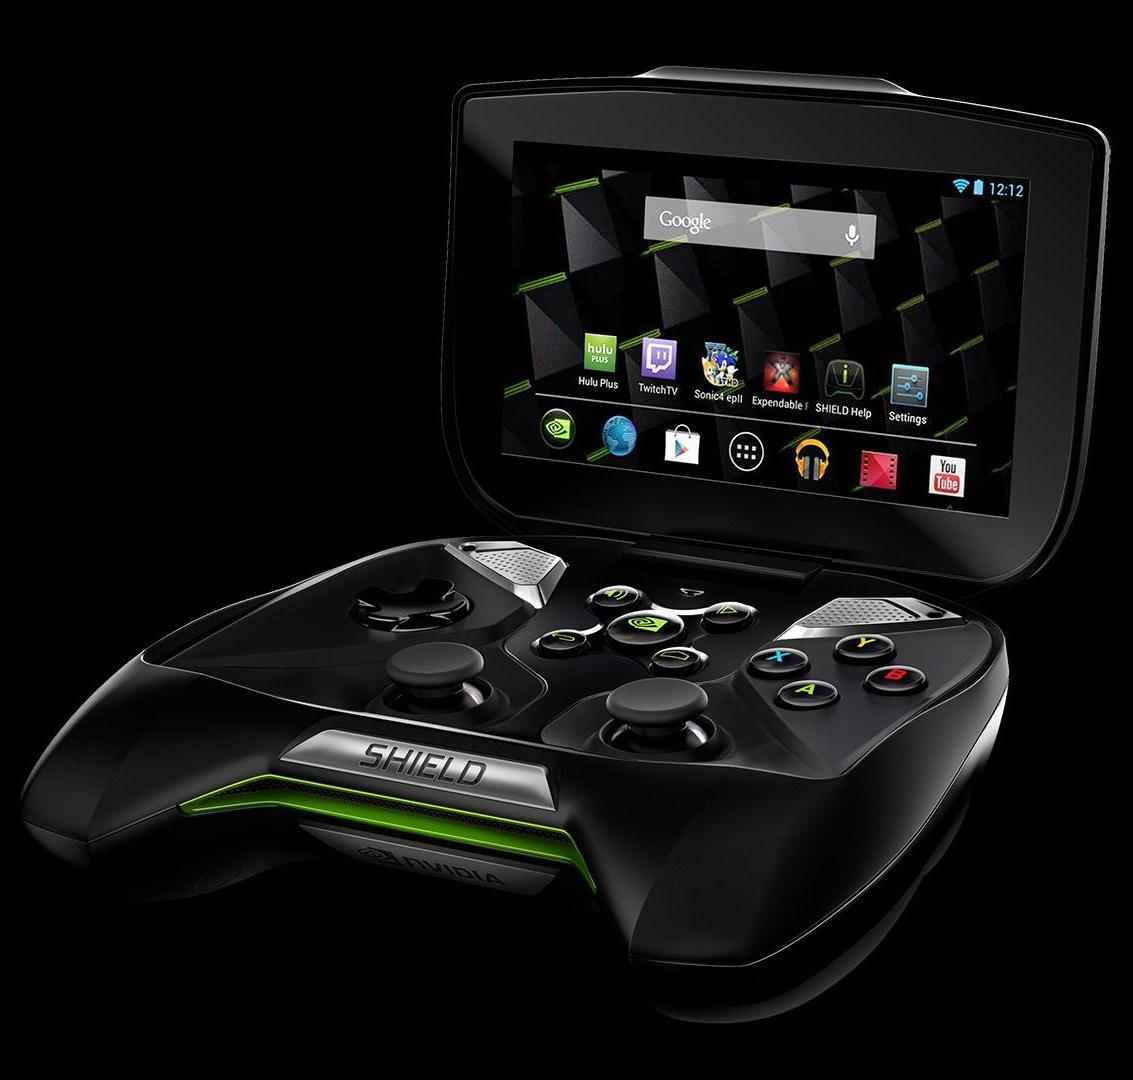 12:12
Google
hulu
PLUS
Hulu Plus
TwitchTV
Sonic4 epII
Expendable
SHIELD Help
Settings
You
Tube
X
Y
A
B
SHIELD
NVIDIA